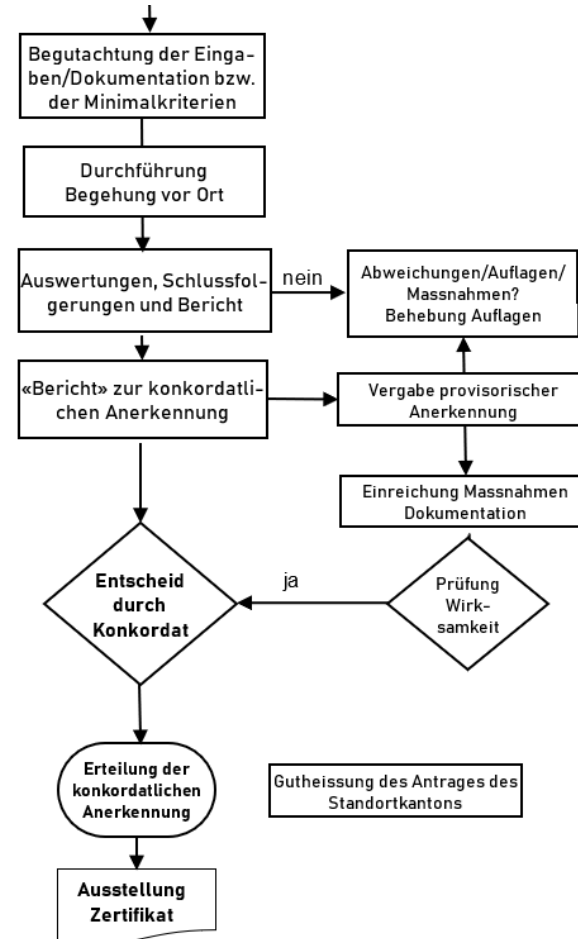 Begutachtung der Einga-
ben/Dokumentation bzw.
der Minimalkriterien
Durchführung
Begehung vor Ort
Auswertungen, Schlussfol-
gerungen und Bericht
nein
Abweichungen/Auflagen/
Massnahmen?
Behebung Auflagen
«Bericht» zur konkordatli-
chen Anerkennung
Vergabe provisorischer
Anerkennung
Einreichung Massnahmen
Dokumentation
Entscheid
durch
Konkordat
ja
Prüfung
Wirk-
samkeit
Erteilung der
konkordatlichen
Anerkennung
Gutheissung des Antrages des
Standortkantons
Ausstellung
Zertifikat